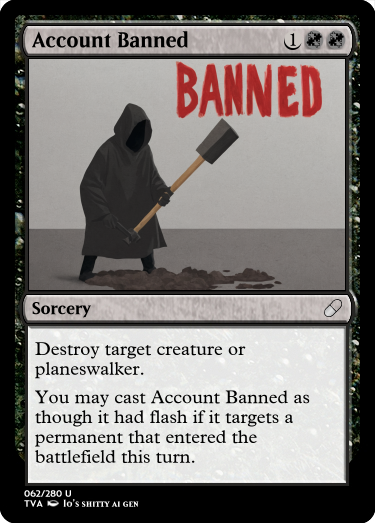 Account Banned 1
BANNED
Sorcery
Destroy target creature or
planeswalker.
You may cast Account Banned as
though it had flash if it targets a
permanent that entered the
battlefield this turn.
062/280 U
TVA Io's shitty ai gen